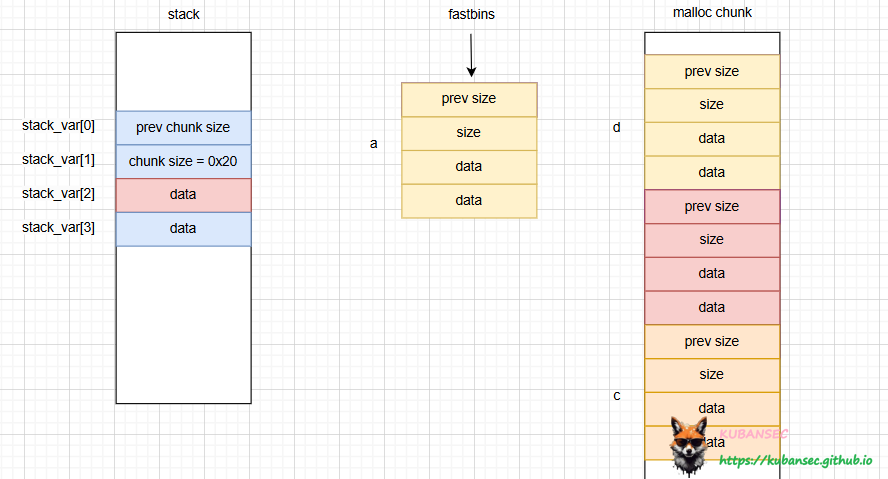 stack
stack_var[0]
prev chunk size
stack_var[1]
chunk size = 0x20
stack_var[2]
data
stack_var[3]
data
fastbins
a
prev size
size
data
data
malloc chunk
d
prev size
size
data
data
prev size
size
data
data
c
prev size
size
data
data
KUBANSEC
https://kubansec.github.io